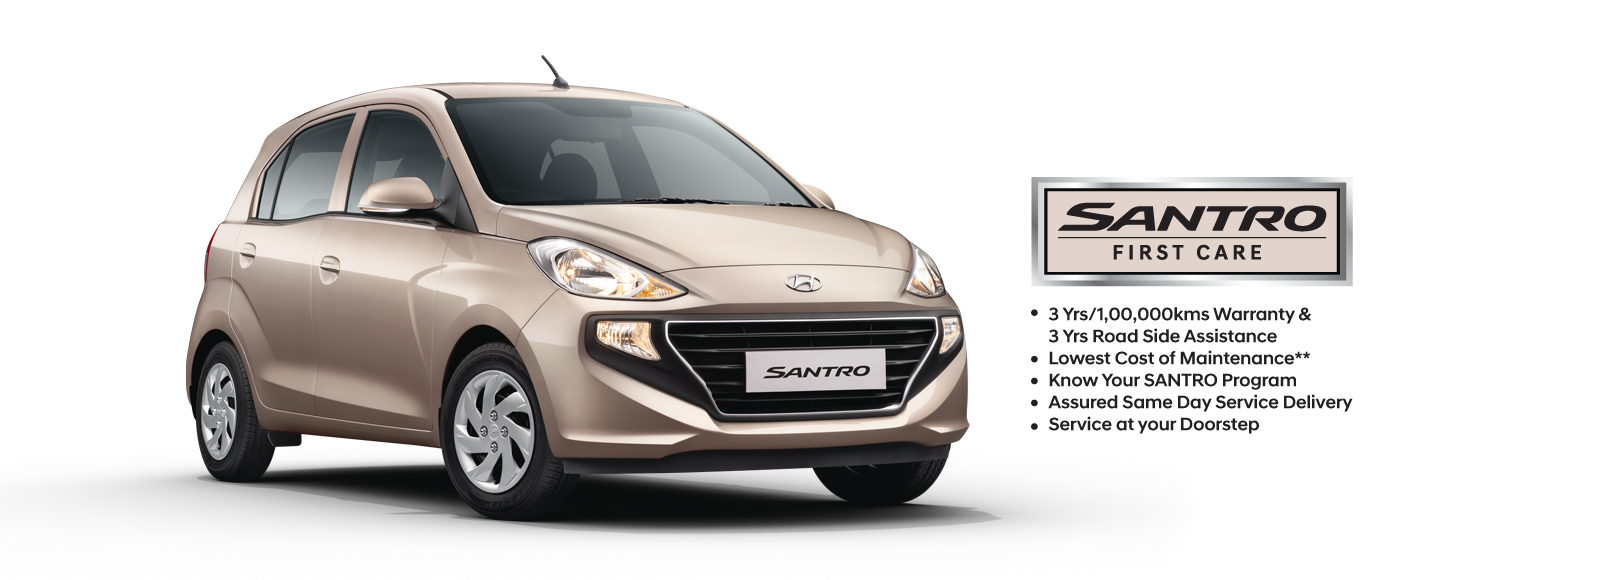 SANTRO
SANTRO
FIRST CARE
• 3 Yrs/1,00,000kms Warranty &
3 Yrs Road Side Assistance
• Lowest Cost of Maintenance**
• Know Your SANTRO Program
• Assured Same Day Service Delivery
• Service at your Doorstep